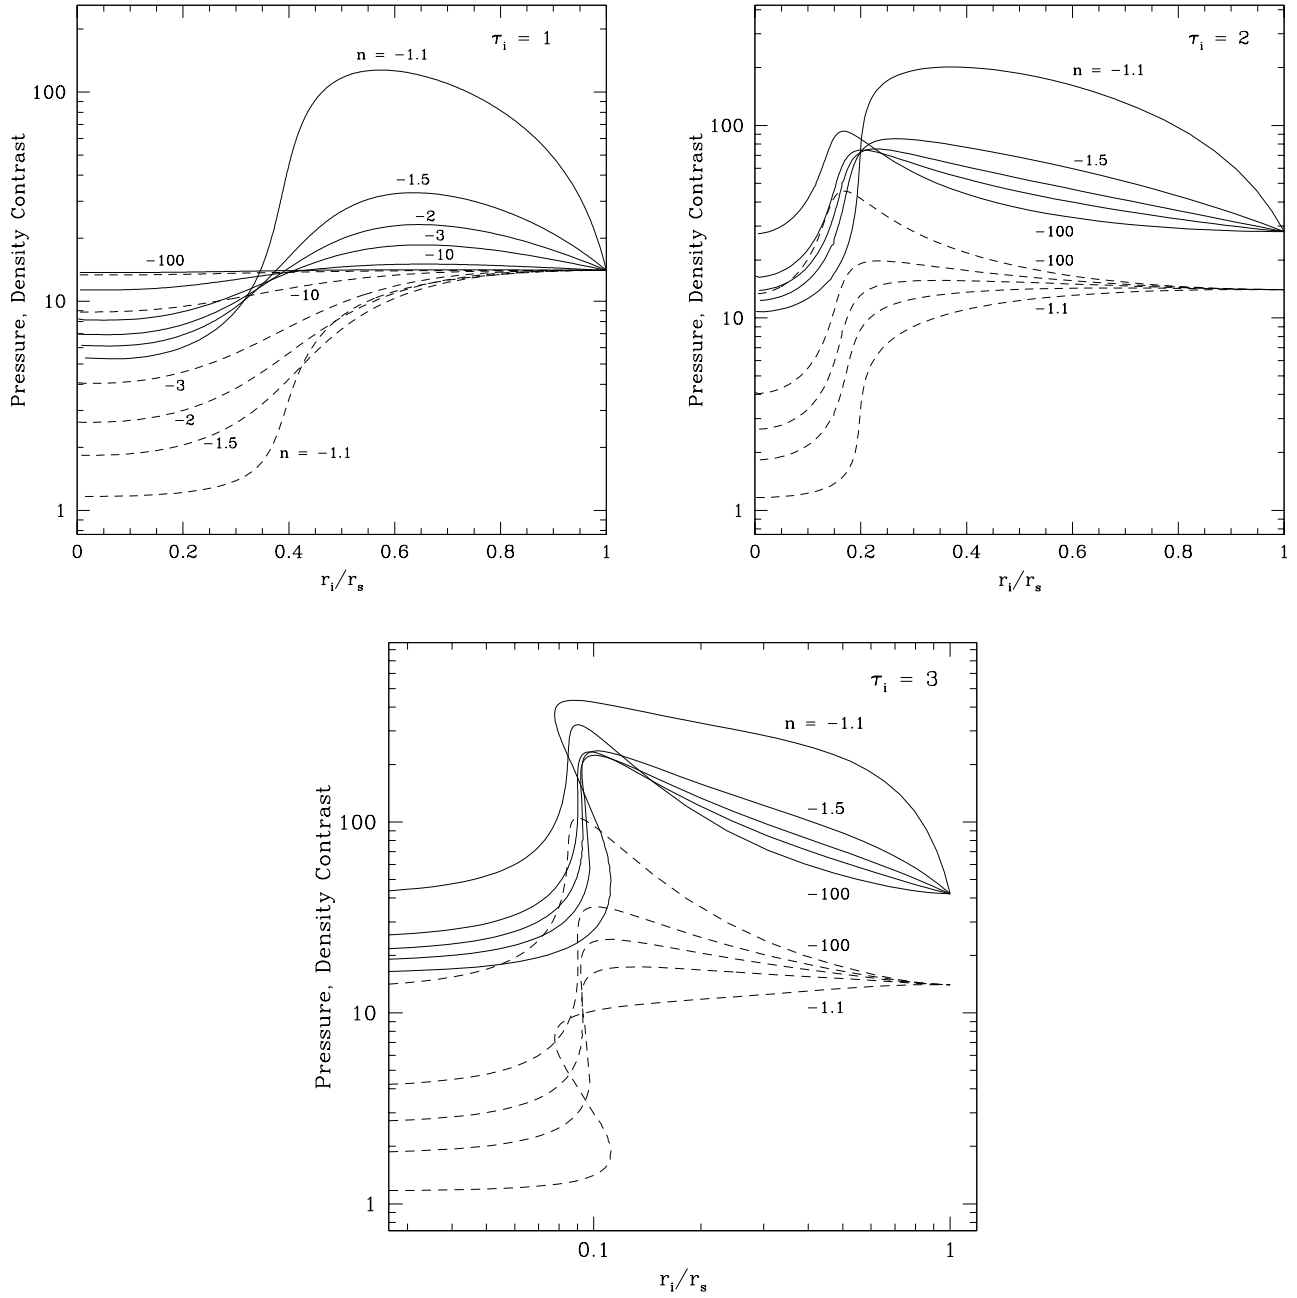 τi = 1
n = −1.1
100
−1.5
−2
−3
−10
−100
−10
10
−3
−2
−1.5
n = −1.1
1
Pressure, Density Contrast
0 0.2 0.4 0.6 0.8 1
ri/rs
τi = 2
n = −1.1
100
−1.5
−100
−100
10
−1.1
1
Pressure, Density Contrast
0 0.2 0.4 0.6 0.8 1
ri/rs
τi = 3
n = −1.1
−1.5
100
−100
−100
10
−1.1
1
Pressure, Density Contrast
0.1 1
ri/rs